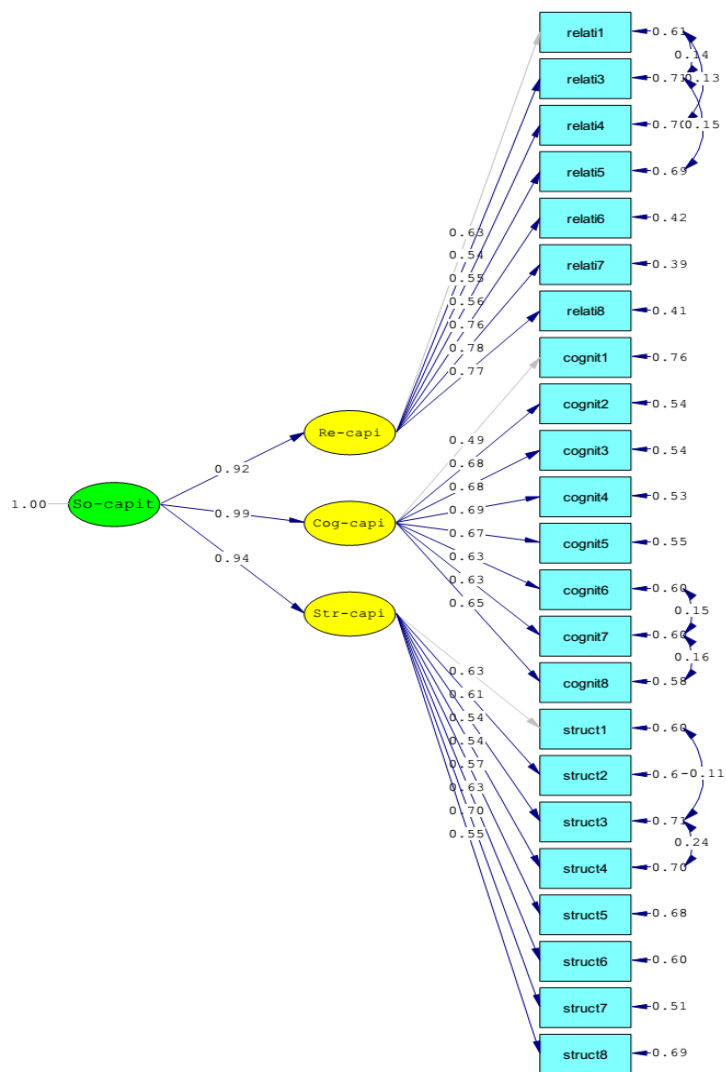 relati1 0.61
0.14
relati3 0.71 0.13
relati4 0.70 0.15
relati5 0.69
relati6 0.42
relati7 0.39
relati8 0.41
0.63
0.54
0.55
0.56
0.76
0.78
0.77
cognit1 0.76
cognit2 0.54
cognit3 0.54
cognit4 0.53
cognit5 0.55
cognit6 0.60
0.15
cognit7 0.60
0.16
cognit8 0.58
Re-capi
0.92
0.49
0.68
0.68
0.69
0.67
0.63
0.63
0.65
1.00 So-capit
0.99
Cog-capi
0.94
Str-capi
0.63
0.61
0.54
0.54
0.57
0.63
0.70
0.55
struct1 0.60
struct2 0.6 -0.11
struct3 0.71
0.24
struct4 0.70
struct5 0.68
struct6 0.60
struct7 0.51
struct8 0.69